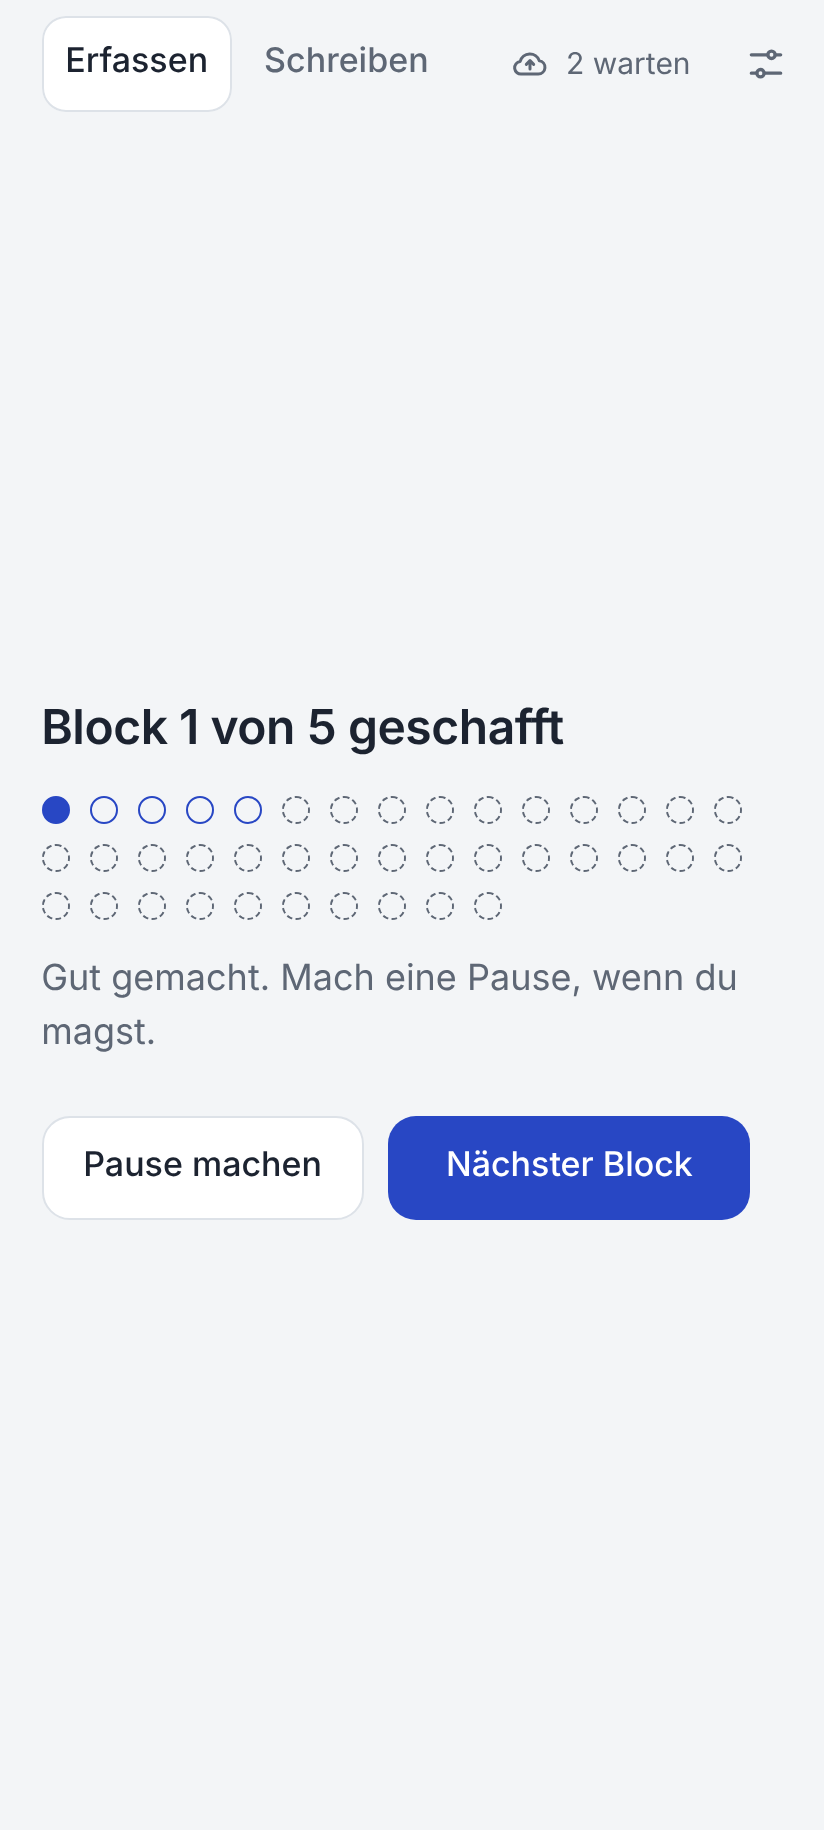 Erfassen
Schreiben
2 warten
Block 1 von 5 geschafft
Gut gemacht. Mach eine Pause, wenn du
magst.
Pause machen
Nächster Block